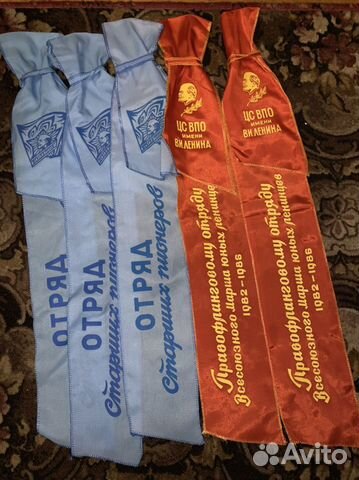 ОТРЯД
Старших пионеров
ОТРЯД
Старших пионеров
ОТРЯД
Старших пионеров
ЦС ВПО
ИМЕНИ
В.И.ЛЕНИНА
Правофланговому отряду
Всесоюзного Марша юных ленинцев
1982-1986
ЦС ВПО
ИМЕНИ
В.И.ЛЕНИНА
Правофланговому отряду
Всесоюзного Марша юных ленинцев
1982-1986
Avito